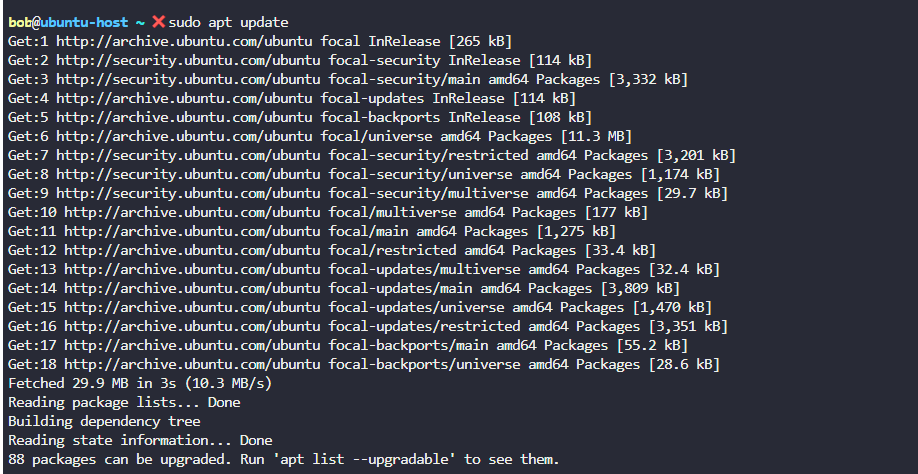 bob@ubuntu-host ~ ❌ sudo apt update
Get:1 http://archive.ubuntu.com/ubuntu focal InRelease [265 kB]
Get:2 http://security.ubuntu.com/ubuntu focal-security InRelease [114 kB]
Get:3 http://security.ubuntu.com/ubuntu focal-security/main amd64 Packages [3,332 kB]
Get:4 http://archive.ubuntu.com/ubuntu focal-updates InRelease [114 kB]
Get:5 http://archive.ubuntu.com/ubuntu focal-backports InRelease [108 kB]
Get:6 http://archive.ubuntu.com/ubuntu focal/universe amd64 Packages [11.3 MB]
Get:7 http://security.ubuntu.com/ubuntu focal-security/restricted amd64 Packages [3,201 kB]
Get:8 http://security.ubuntu.com/ubuntu focal-security/universe amd64 Packages [1,174 kB]
Get:9 http://security.ubuntu.com/ubuntu focal-security/multiverse amd64 Packages [29.7 kB]
Get:10 http://archive.ubuntu.com/ubuntu focal/multiverse amd64 Packages [177 kB]
Get:11 http://archive.ubuntu.com/ubuntu focal/main amd64 Packages [1,275 kB]
Get:12 http://archive.ubuntu.com/ubuntu focal/restricted amd64 Packages [33.4 kB]
Get:13 http://archive.ubuntu.com/ubuntu focal-updates/multiverse amd64 Packages [32.4 kB]
Get:14 http://archive.ubuntu.com/ubuntu focal-updates/main amd64 Packages [3,809 kB]
Get:15 http://archive.ubuntu.com/ubuntu focal-updates/universe amd64 Packages [1,470 kB]
Get:16 http://archive.ubuntu.com/ubuntu focal-updates/restricted amd64 Packages [3,351 kB]
Get:17 http://archive.ubuntu.com/ubuntu focal-backports/main amd64 Packages [55.2 kB]
Get:18 http://archive.ubuntu.com/ubuntu focal-backports/universe amd64 Packages [28.6 kB]
Fetched 29.9 MB in 3s (10.3 MB/s)
Reading package lists... Done
Building dependency tree
Reading state information... Done
88 packages can be upgraded. Run 'apt list --upgradable' to see them.